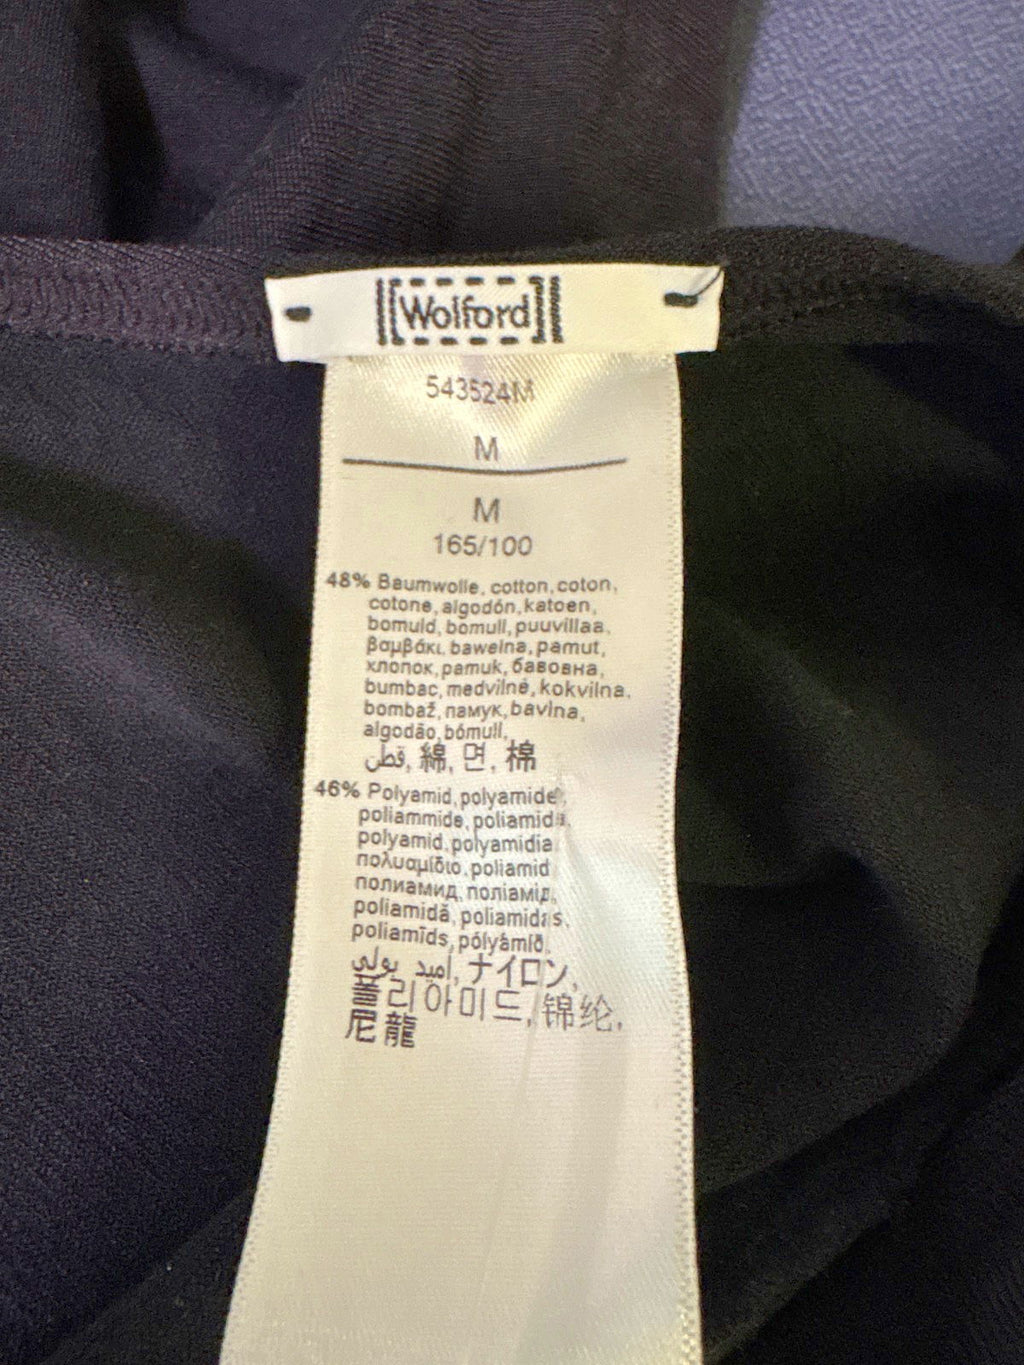 Wolford
543524M
M
M
165/100
48% Baumwolle, cotton, coton,
cotone, algodón, katoen,
bomuld, bomull, puuvillaa,
βαμβάκι, bawełna, pamut,
хлопок, pamuk, бавовна,
bumbac, medvilnė, kokvilna,
bombaž, памук, bavlna,
algodão, bómull,
قطن, 綿, 면, 棉
46% Polyamid, polyamide,
poliammide, poliamida,
polyamid, polyamidia
πολυαμίδιο, poliamid
полиамид, поліамід,
poliamidă, poliamidas,
poliamīds, pólýamíð,
اميد بولي, ナイロン,
폴리아미드, 锦纶,
尼龍